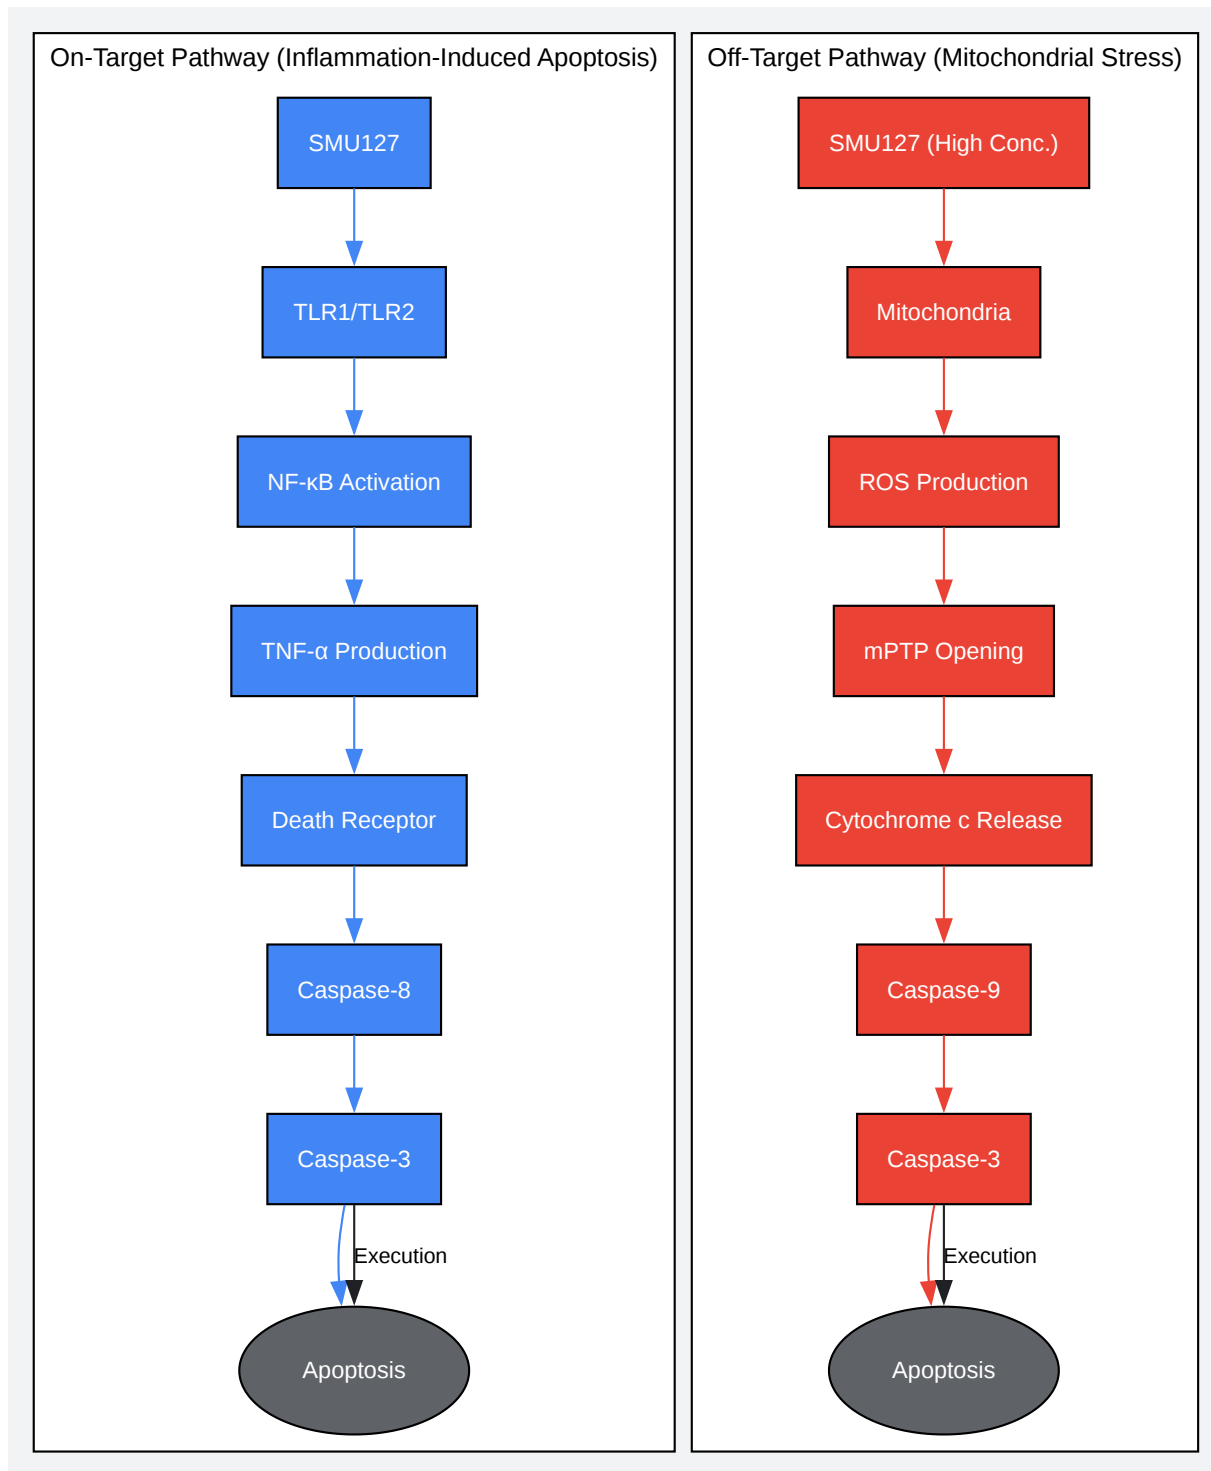 On-Target Pathway (Inflammation-Induced Apoptosis)
SMU127
TLR1/TLR2
NF-κB Activation
TNF-α Production
Death Receptor
Caspase-8
Caspase-3
Execution
Apoptosis
Off-Target Pathway (Mitochondrial Stress)
SMU127 (High Conc.)
Mitochondria
ROS Production
mPTP Opening
Cytochrome c Release
Caspase-9
Caspase-3
Execution
Apoptosis